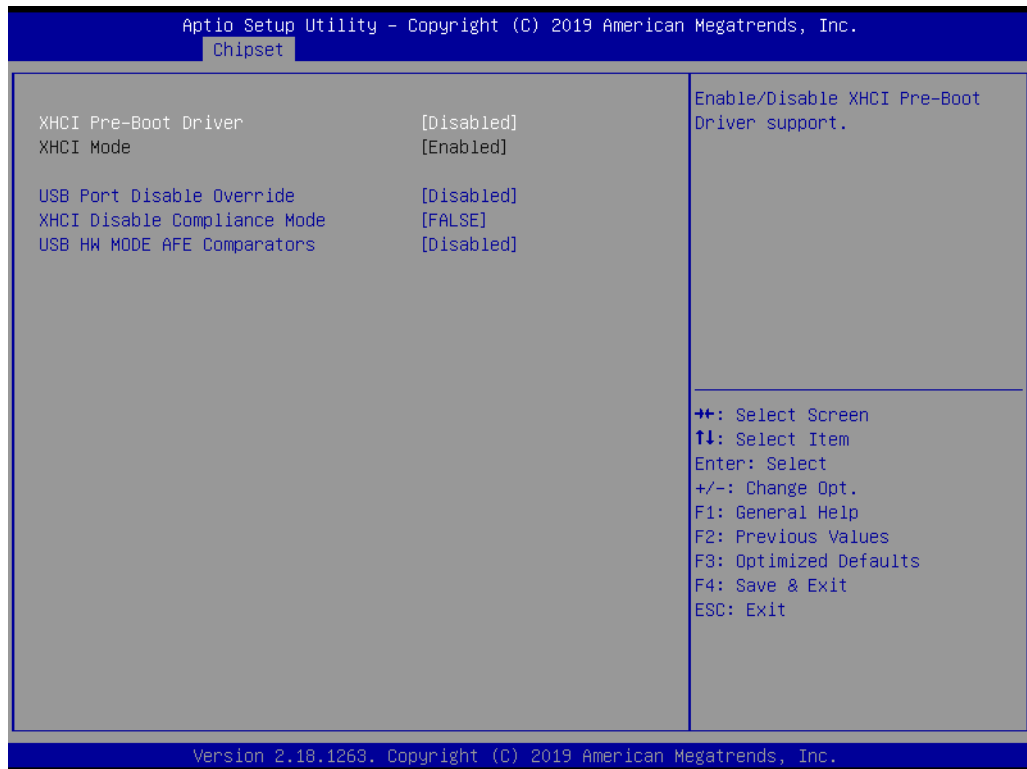 Aptio Setup Utility – Copyright (C) 2019 American Megatrends, Inc.
Chipset
XHCI Pre-Boot Driver [Disabled]
XHCI Mode [Enabled]
USB Port Disable Override [Disabled]
XHCI Disable Compliance Mode [FALSE]
USB HW MODE AFE Comparators [Disabled]
Enable/Disable XHCI Pre-Boot
Driver support.
→←: Select Screen
↑↓: Select Item
Enter: Select
+/-: Change Opt.
F1: General Help
F2: Previous Values
F3: Optimized Defaults
F4: Save & Exit
ESC: Exit
Version 2.18.1263. Copyright (C) 2019 American Megatrends, Inc.